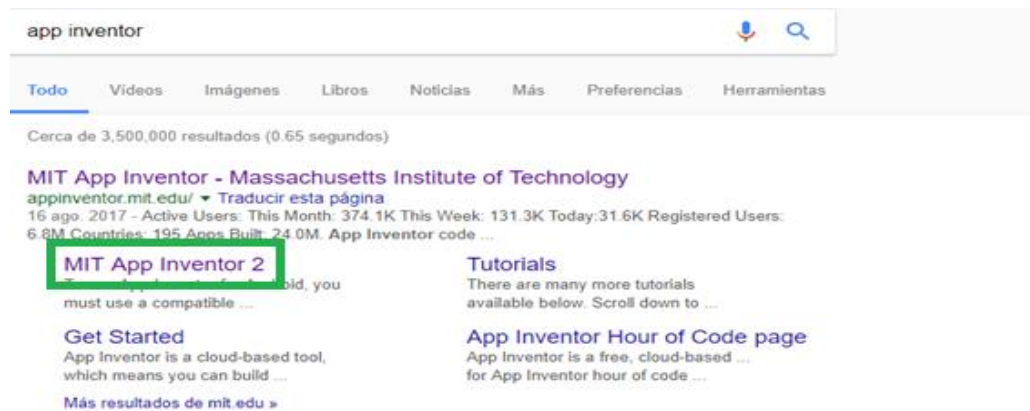 app inventor
Todo Vídeos Imágenes Libros Noticias Más Preferencias Herramientas
Cerca de 3,500,000 resultados (0.65 segundos)
MIT App Inventor - Massachusetts Institute of Technology
appinventor.mit.edu/ ▾ Traducir esta página
16 ago. 2017 - Active Users: This Month: 374.1K This Week: 131.3K Today:31.6K Registered Users:
6.8M Countries: 195 Apps Built: 24.0M. App Inventor code ...
MIT App Inventor 2
you
must use a compatible ...
Tutorials
There are many more tutorials
available below. Scroll down to ...
Get Started
App Inventor is a cloud-based tool,
which means you can build ...
App Inventor Hour of Code page
App Inventor is a free, cloud-based ...
for App Inventor hour of code ...
Más resultados de mit.edu »